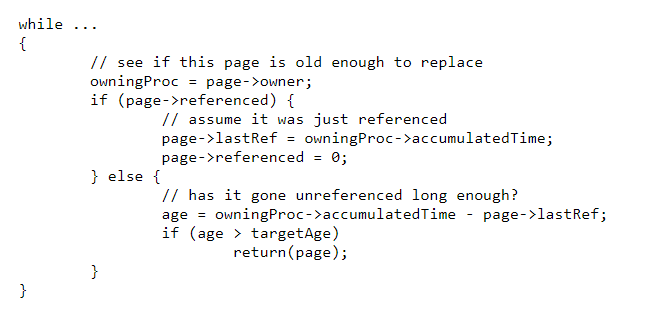 while ...
{
        // see if this page is old enough to replace
        owningProc = page->owner;
        if (page->referenced) {
                // assume it was just referenced
                page->lastRef = owningProc->accumulatedTime;
                page->referenced = 0;
        } else {
                // has it gone unreferenced long enough?
                age = owningProc->accumulatedTime - page->lastRef;
                if (age > targetAge)
                        return(page);
        }
}